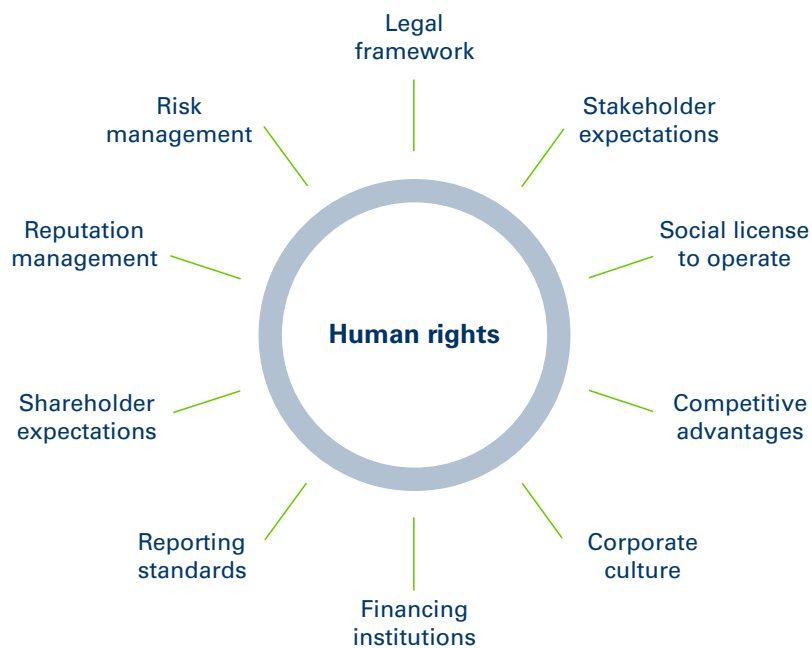 Legal
framework
Stakeholder
expectations
Social license
to operate
Competitive
advantages
Corporate
culture
Financing
institutions
Reporting
standards
Shareholder
expectations
Reputation
management
Risk
management
Human rights